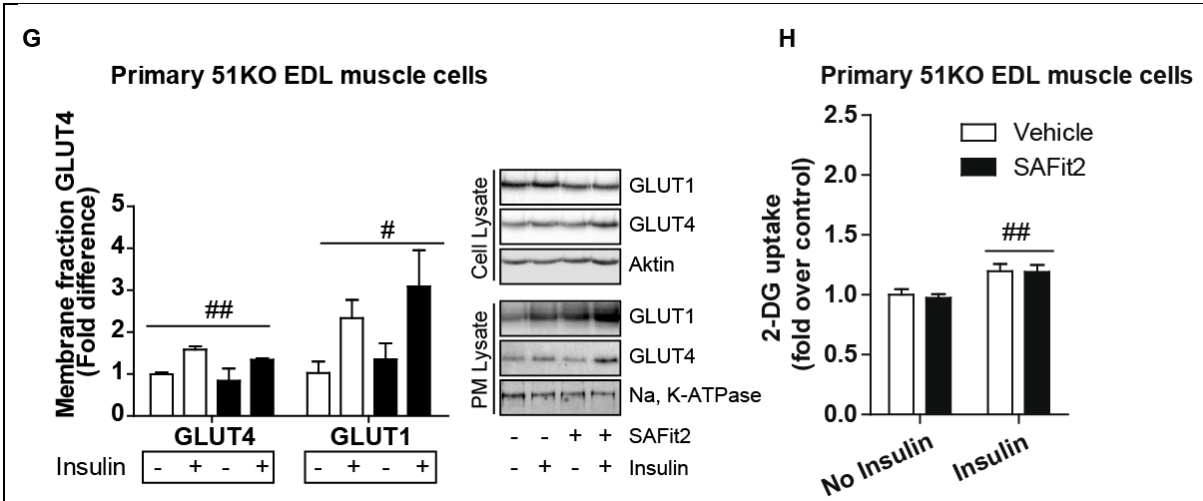 G
Primary 51KO EDL muscle cells
Membrane fraction GLUT4
(Fold difference)
5
4
3
2
1
0
##
#
GLUT4 GLUT1
Insulin - + - + - + - +
Cell Lysate
GLUT1
GLUT4
Aktin
PM Lysate
GLUT1
GLUT4
Na, K-ATPase
- - + + SAFit2
- + - + Insulin
H
Primary 51KO EDL muscle cells
2-DG uptake
(fold over control)
2.5
2.0
1.5
1.0
0.5
0.0
Vehicle
SAFit2
##
No Insulin
Insulin